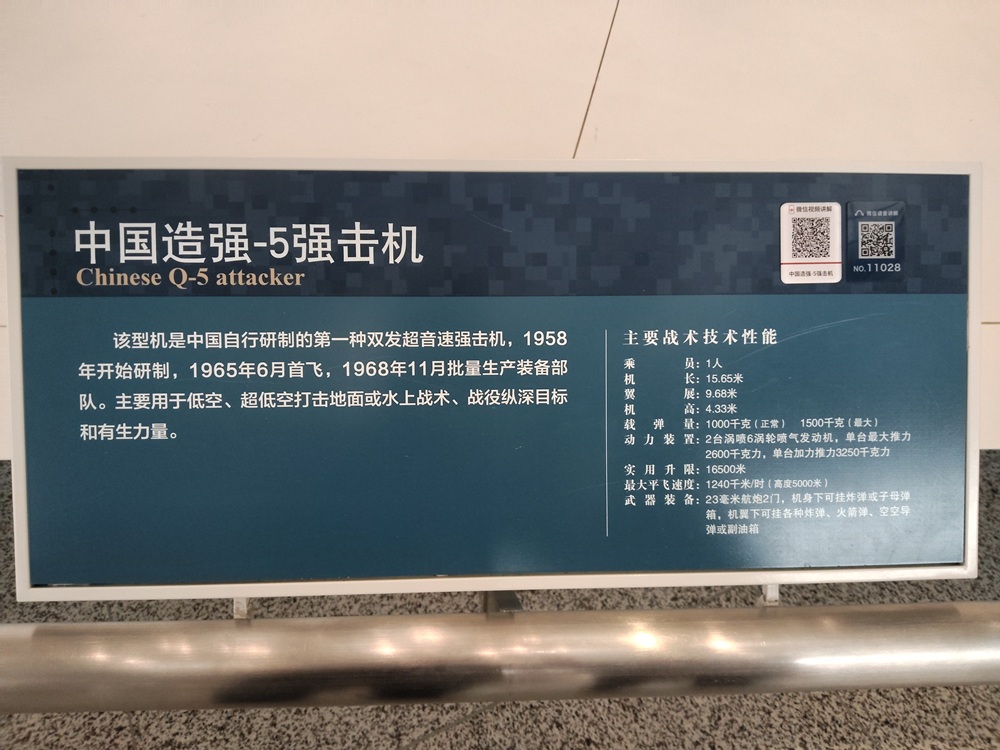 中国造强-5强击机
Chinese Q-5 attacker
微信视频讲解
中国造强-5强击机
微信语音讲解
NO.11028
该型机是中国自行研制的第一种双发超音速强击机，1958
年开始研制，1965年6月首飞，1968年11月批量生产装备部
队。主要用于低空、超低空打击地面或水上战术、战役纵深目标
和有生力量。
主要战术技术性能
乘员：1人
机长：15.65米
翼展：9.68米
机高：4.33米
载弹量：1000千克（正常） 1500千克（最大）
动力装置：2台涡喷6涡轮喷气发动机，单台最大推力
2600千克力，单台加力推力3250千克力
实用升限：16500米
最大平飞速度：1240千米/时（高度5000米）
武器装备：23毫米航炮2门，机身下可挂炸弹或子母弹
箱，机翼下可挂各种炸弹、火箭弹、空空导
弹或副油箱